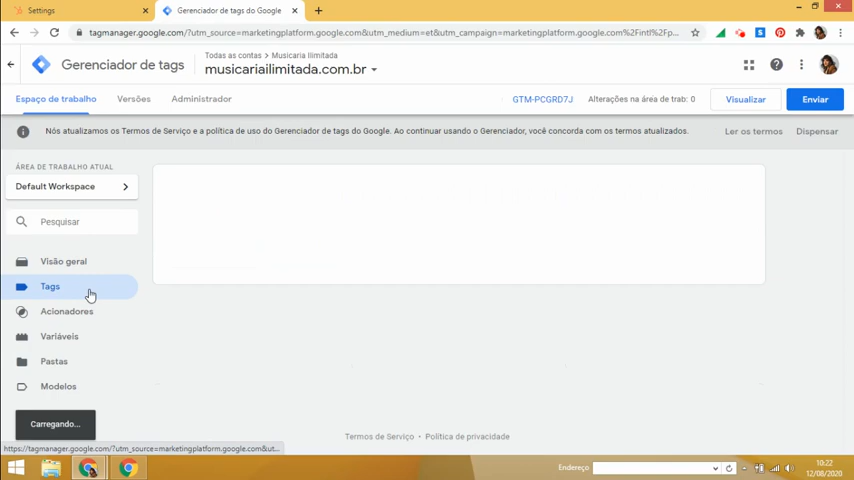 Settings
Gerenciador de tags do Google
tagmanager.google.com/?utm_source=marketingplatform.google.com&utm_medium=et&utm_campaign=marketingplatform.google.com%2Fintl%2Fp...
Gerenciador de tags
Todas as contas > Musicaria Ilimitada
musicariailimitada.com.br
Espaço de trabalho
Versões
Administrador
GTM-PCGRD7J
Alterações na área de trab: 0
Visualizar
Enviar
Nós atualizamos os Termos de Serviço e a política de uso do Gerenciador de tags do Google. Ao continuar usando o Gerenciador, você concorda com os termos atualizados.
Ler os termos
Dispensar
ÁREA DE TRABALHO ATUAL
Default Workspace
Pesquisar
Visão geral
Tags
Acionadores
Variáveis
Pastas
Modelos
Carregando...
Termos de Serviço • Política de privacidade
https://tagmanager.google.com/?utm_source=marketingplatform.google.com&ut...
Endereço
10:22
12/08/2020